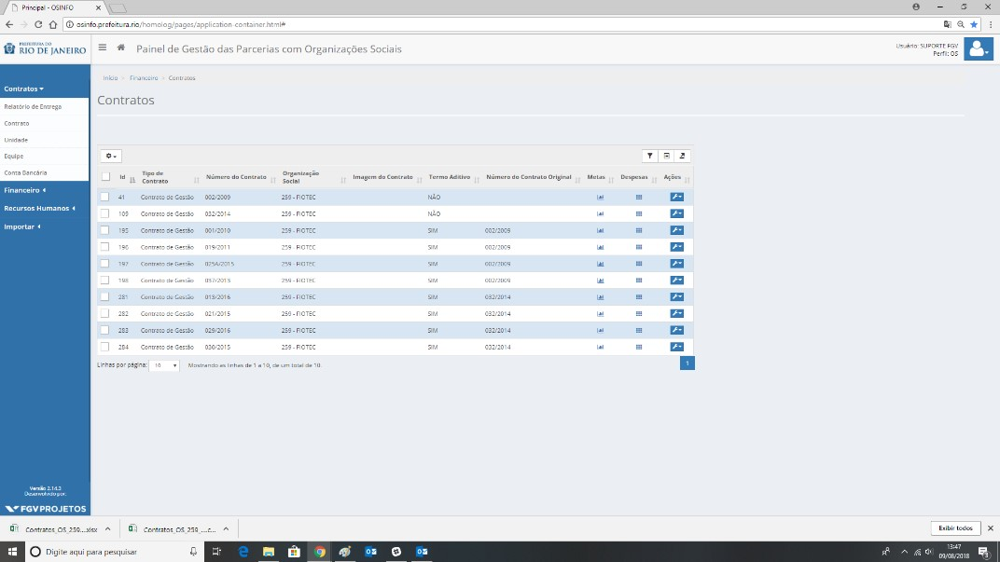 Principal - OSINFO
osinfo.prefeitura.rio/homolog/pages/application-container.html#
PREFEITURA DO
RIO DE JANEIRO
Painel de Gestão das Parcerias com Organizações Sociais
Usuário: SUPORTE FGV
Perfil: OS
Contratos
Relatório de Entrega
Contrato
Unidade
Equipe
Conta Bancária
Financeiro
Recursos Humanos
Importar
Versão 2.14.3
Desenvolvido por:
FGV PROJETOS
Início Financeiro Contratos
Contratos
Id Tipo de Contrato Número do Contrato Organização Social Imagem do Contrato Termo Aditivo Número do Contrato Original Metas Despesas Ações
41 Contrato de Gestão 002/2009 259 - FIOTEC NÃO
109 Contrato de Gestão 032/2014 259 - FIOTEC NÃO
195 Contrato de Gestão 001/2010 259 - FIOTEC SIM 002/2009
196 Contrato de Gestão 019/2011 259 - FIOTEC SIM 002/2009
197 Contrato de Gestão 025A/2015 259 - FIOTEC SIM 002/2009
198 Contrato de Gestão 037/2013 259 - FIOTEC SIM 002/2009
281 Contrato de Gestão 013/2016 259 - FIOTEC SIM 032/2014
282 Contrato de Gestão 021/2015 259 - FIOTEC SIM 032/2014
283 Contrato de Gestão 029/2016 259 - FIOTEC SIM 032/2014
284 Contrato de Gestão 030/2015 259 - FIOTEC SIM 032/2014
Linhas por página: 10 Mostrando as linhas de 1 a 10, de um total de 10. 1
Contratos_OS_259....xlsx
Contratos_OS_259_....c...
Exibir todos
Digite aqui para pesquisar
13:47
09/08/2018
3